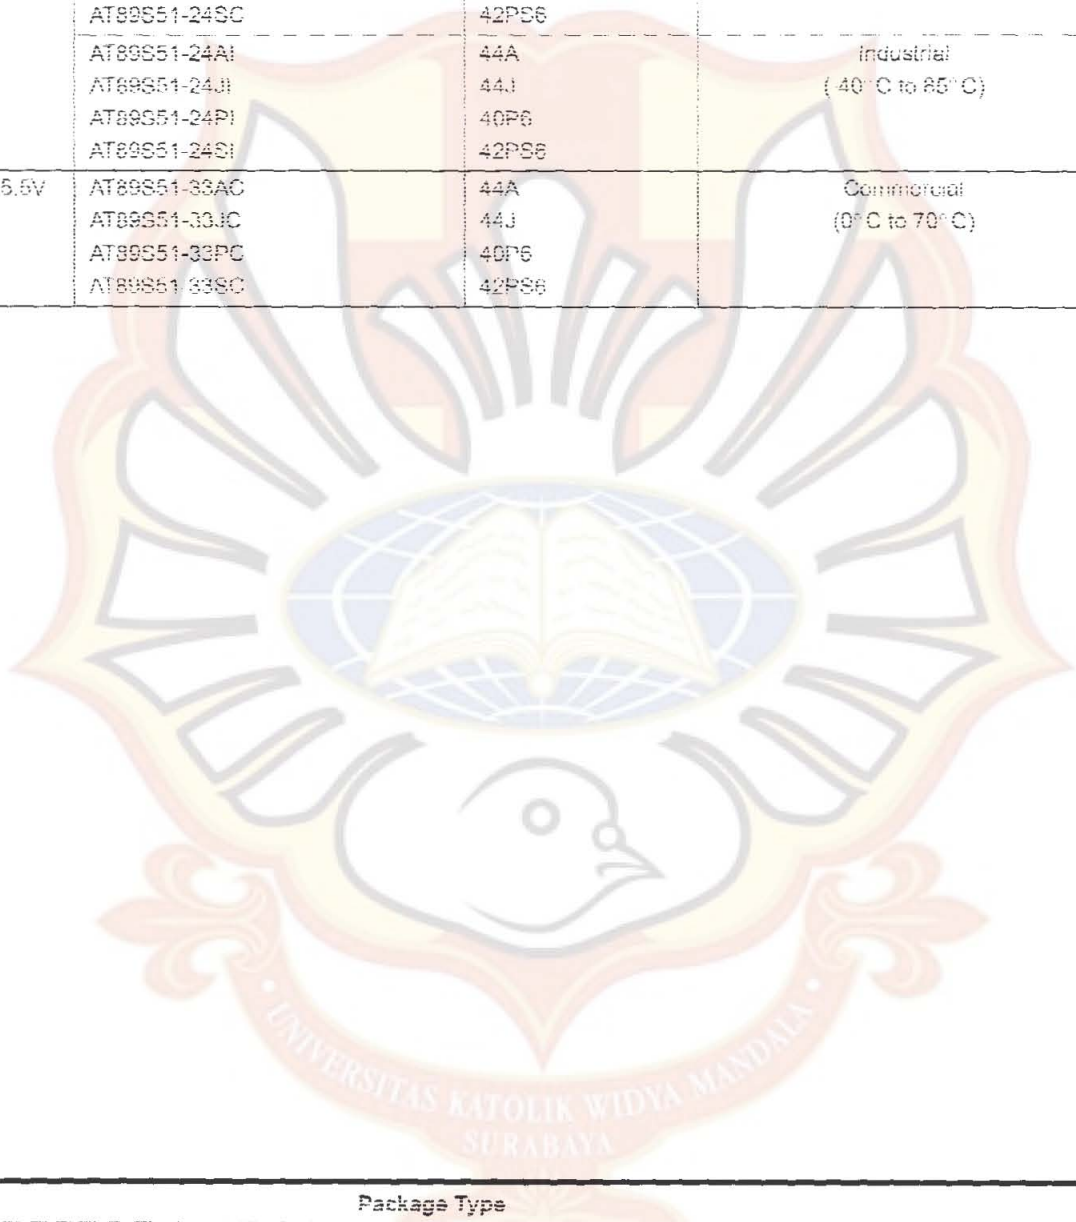 AT89S51-24SC 42PS6
AT89S51-24AI 44A Industrial
AT89S51-24JI 44J (-40°C to 85°C)
AT89S51-24PI 40P6
AT89S51-24SI 42PS6
5.5V AT89S51-33AC 44A Commercial
AT89S51-33JC 44J (0°C to 70°C)
AT89S51-33PC 40P6
AT89S51-33SC 42PS6
UNIVERSITAS KATOLIK WIDYA MANDALA
SURABAYA
Package Type